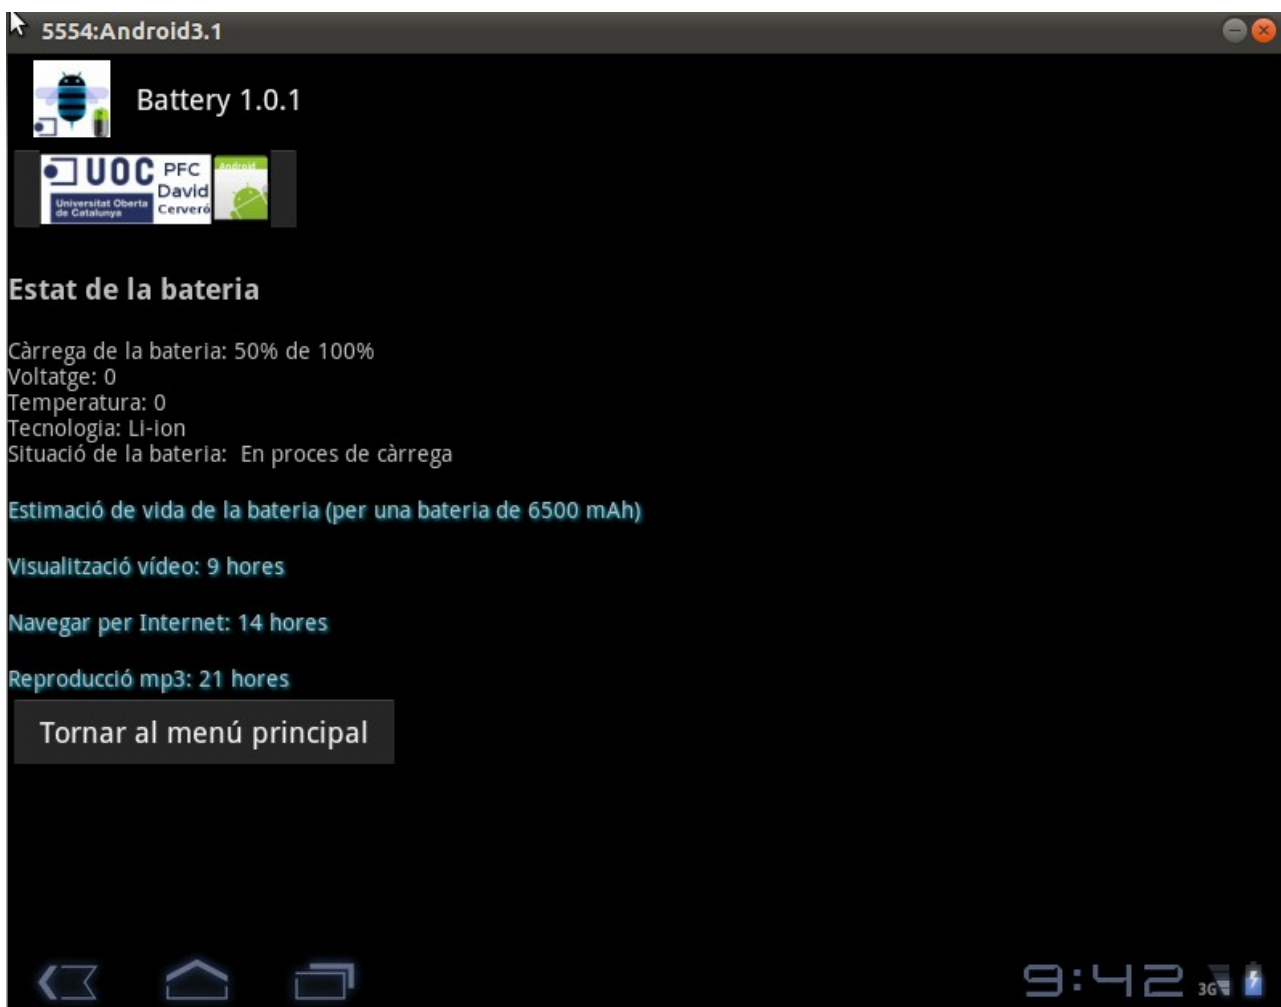 5554:Android3.1
Battery 1.0.1
UOC
Universitat Oberta
de Catalunya
PFC
David
Cerveró
Android
Estat de la bateria
Càrrega de la bateria: 50% de 100%
Voltatge: 0
Temperatura: 0
Tecnologia: Li-ion
Situació de la bateria:  En proces de càrrega
Estimació de vida de la bateria (per una bateria de 6500 mAh)
Visualització vídeo: 9 hores
Navegar per Internet: 14 hores
Reproducció mp3: 21 hores
Tornar al menú principal
9:42 3G